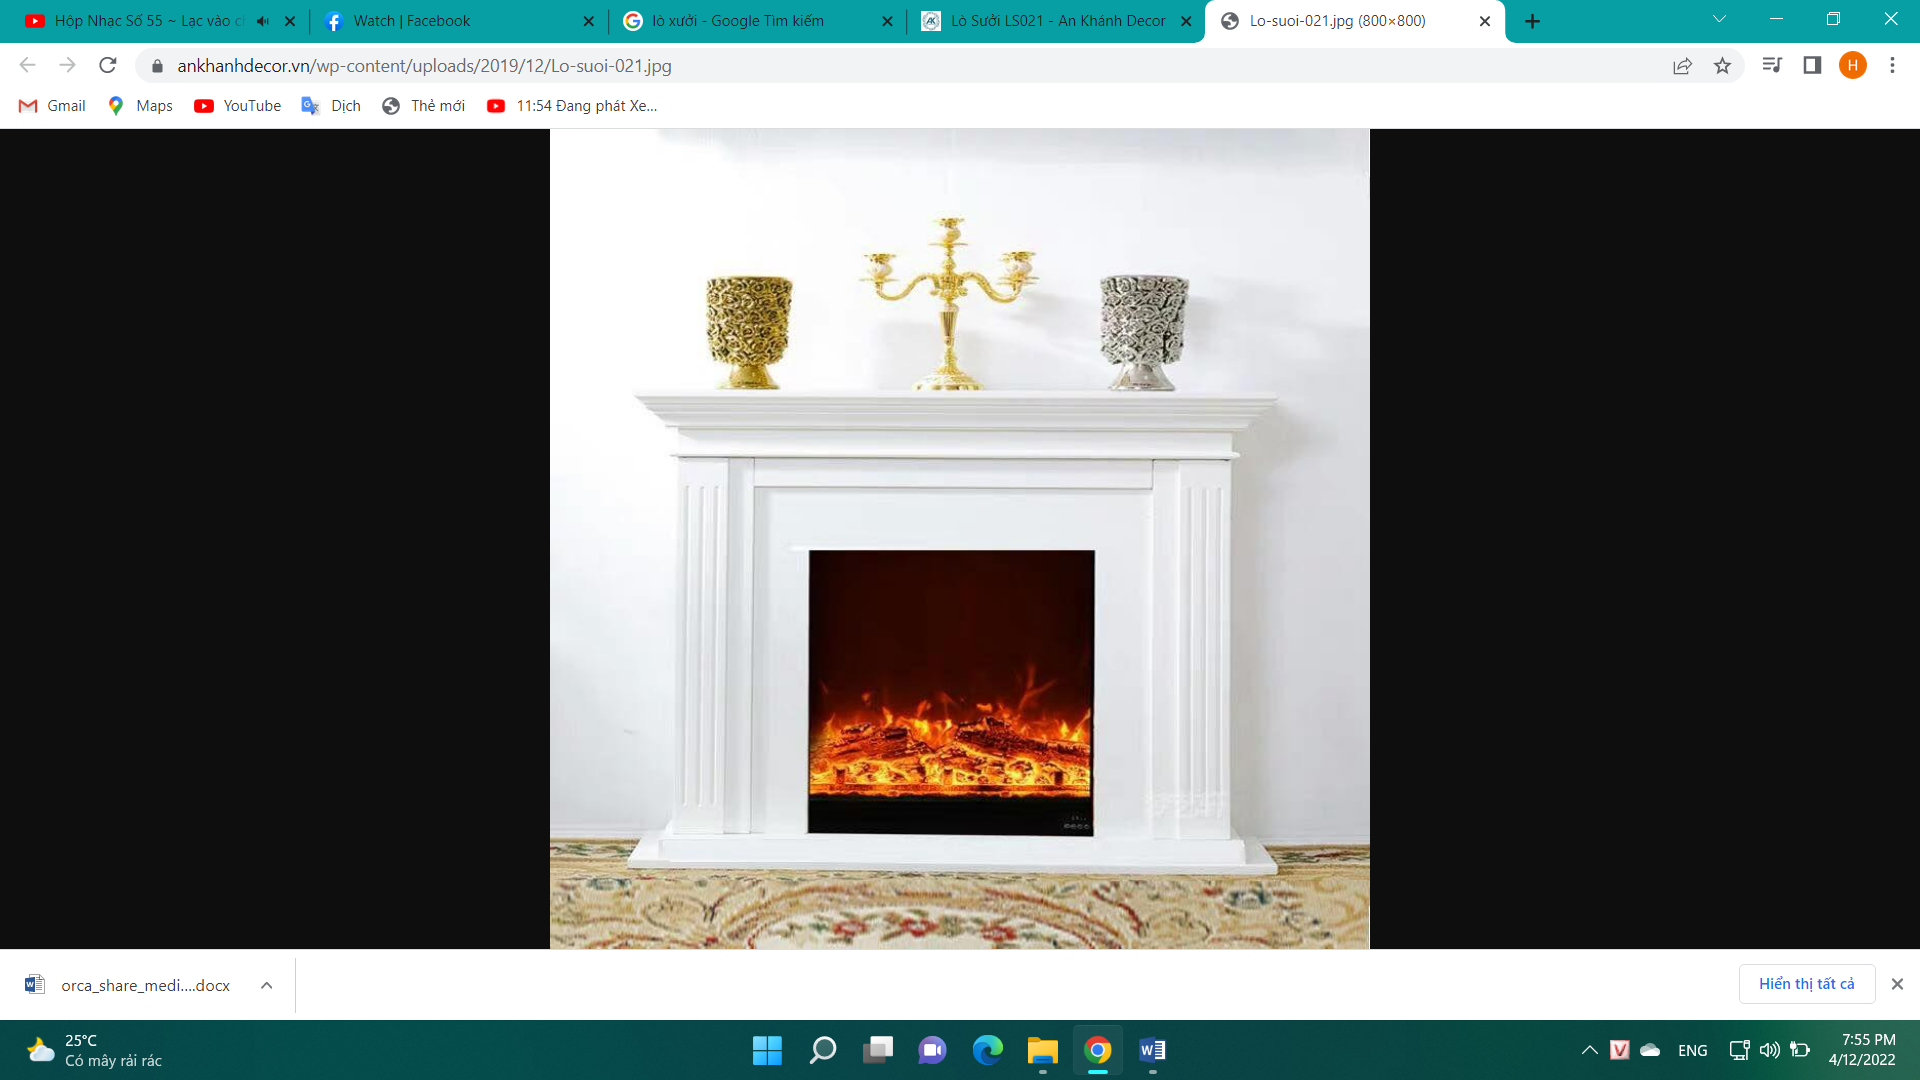 Hộp Nhạc Số 55 ~ Lạc vào c
Watch | Facebook
lò xưởi - Google Tìm kiếm
Lò Sưởi LS021 - An Khánh Decor
Lo-suoi-021.jpg (800×800)
ankhanhdecor.vn/wp-content/uploads/2019/12/Lo-suoi-021.jpg
H
Gmail
Maps
YouTube
Dịch
Thẻ mới
11:54 Đang phát Xe...
orca_share_medi....docx
Hiển thị tất cả
25°C
Có mây rải rác
ENG
7:55 PM
4/12/2022